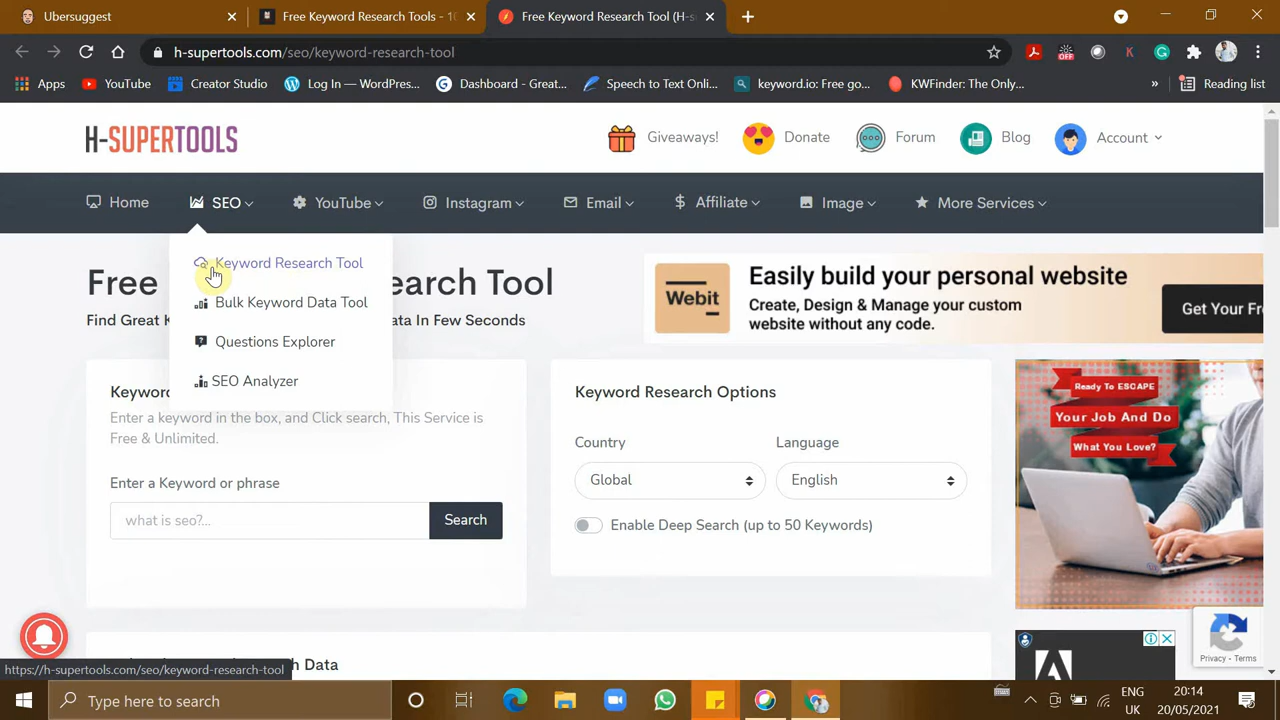 Ubersuggest
Free Keyword Research Tools - 10
Free Keyword Research Tool (H-s
h-supertools.com/seo/keyword-research-tool
OFF
K
G
Apps
YouTube
Creator Studio
Log In — WordPres...
G
Dashboard - Great...
Speech to Text Onl...
keyword.io: Free go...
KWFinder: The Only...
»
Reading list
H-SUPERTOOLS
Giveaways!
Donate
Forum
Blog
Account
Home
SEO
YouTube
Instagram
Email
$ Affiliate
Image
More Services
Keyword Research Tool
Bulk Keyword Data Tool
Questions Explorer
SEO Analyzer
Free
earch Tool
Find Great K
ata In Few Seconds
Webit
Easily build your personal website
Create, Design & Manage your custom
website without any code.
Get Your Fre
Keywo
Enter a keyword in the box, and Click search, This Service is
Free & Unlimited.
Enter a Keyword or phrase
what is seo?...
Search
Keyword Research Options
Country
Language
Global
English
Enable Deep Search (up to 50 Keywords)
Ready To ESCAPE
Your Job And Do
What You Love?
Privacy - Terms
h Data
https://h-supertools.com/seo/keyword-research-tool
Type here to search
ENG
UK
20:14
20/05/2021